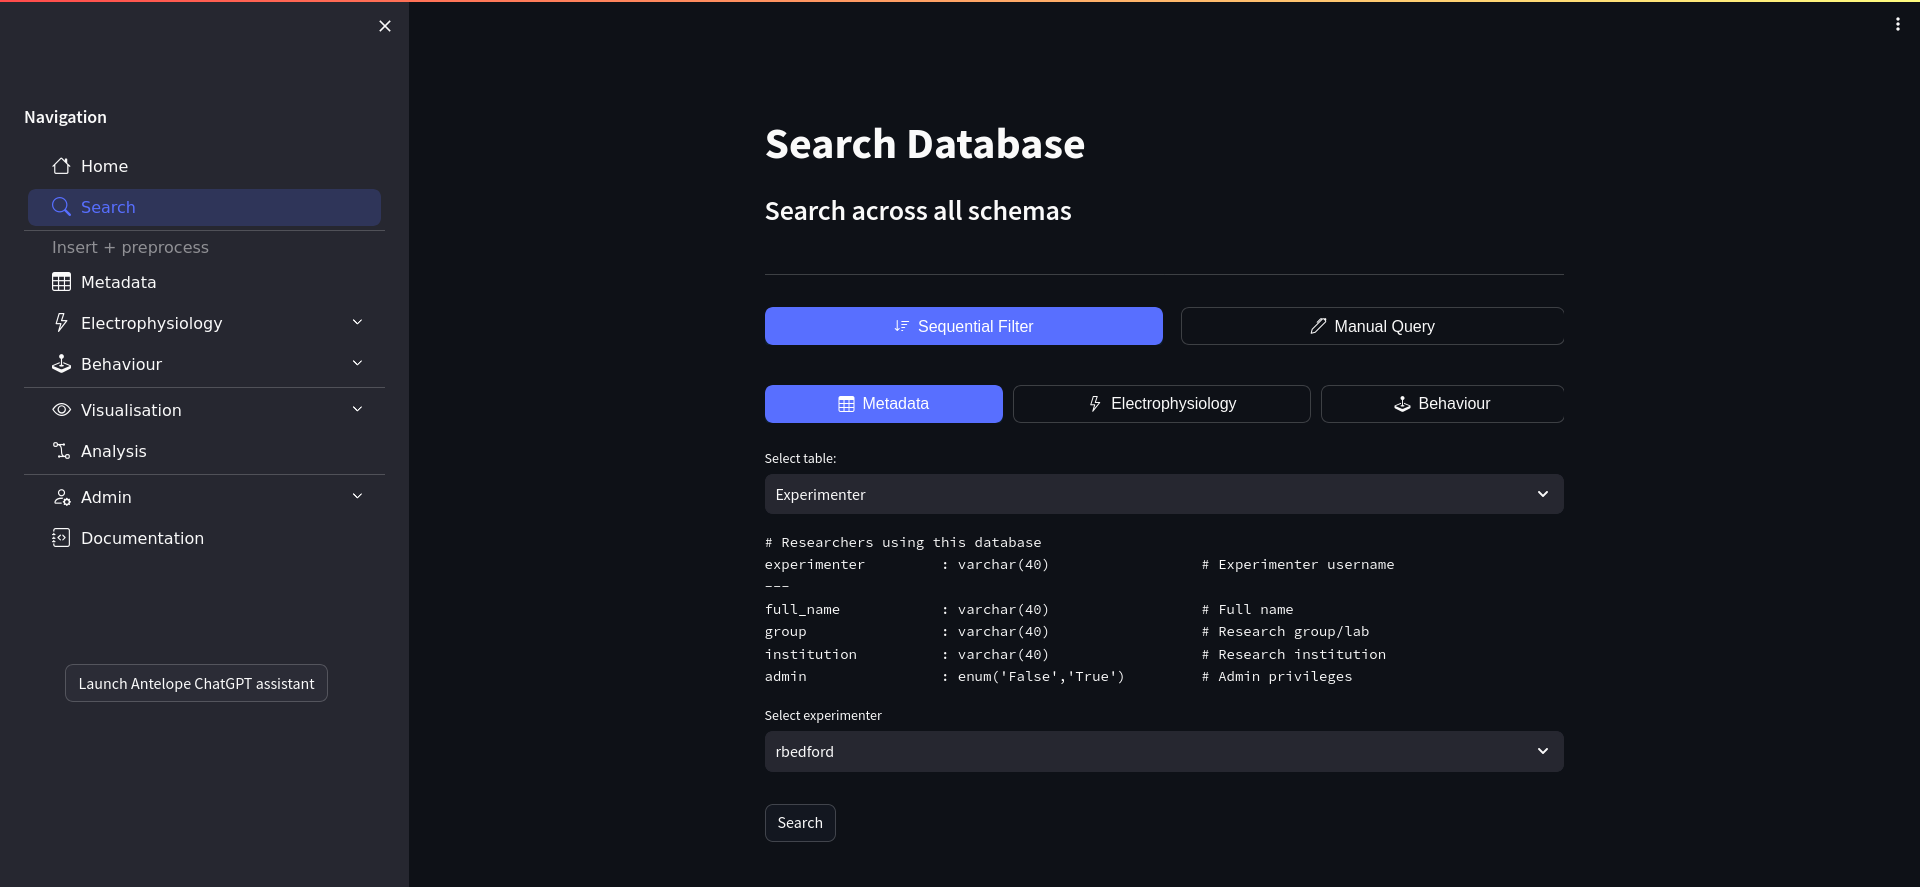 Navigation
Home
Search
Insert + preprocess
Metadata
Electrophysiology
Behaviour
Visualisation
Analysis
Admin
Documentation
Launch Antelope ChatGPT assistant
Search Database
Search across all schemas
Sequential Filter
Manual Query
Metadata
Electrophysiology
Behaviour
Select table:
Experimenter
# Researchers using this database
experimenter : varchar(40) # Experimenter username
---
full_name : varchar(40) # Full name
group : varchar(40) # Research group/lab
institution : varchar(40) # Research institution
admin : enum('False','True') # Admin privileges
Select experimenter
rbedford
Search